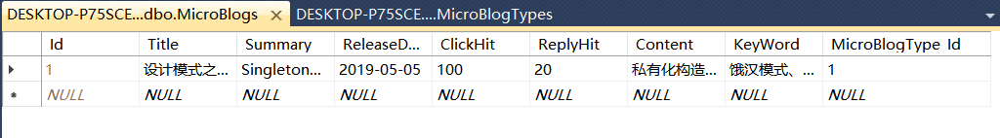 DESKTOP-P75SCE...dbo.MicroBlogs DESKTOP-P75SCE....MicroBlogTypes
Id Title Summary ReleaseD... ClickHit ReplyHit Content KeyWord MicroBlogType_Id
1 设计模式之... Singleton... 2019-05-05 100 20 私有化构造... 饿汉模式、... 1
NULL NULL NULL NULL NULL NULL NULL NULL NULL